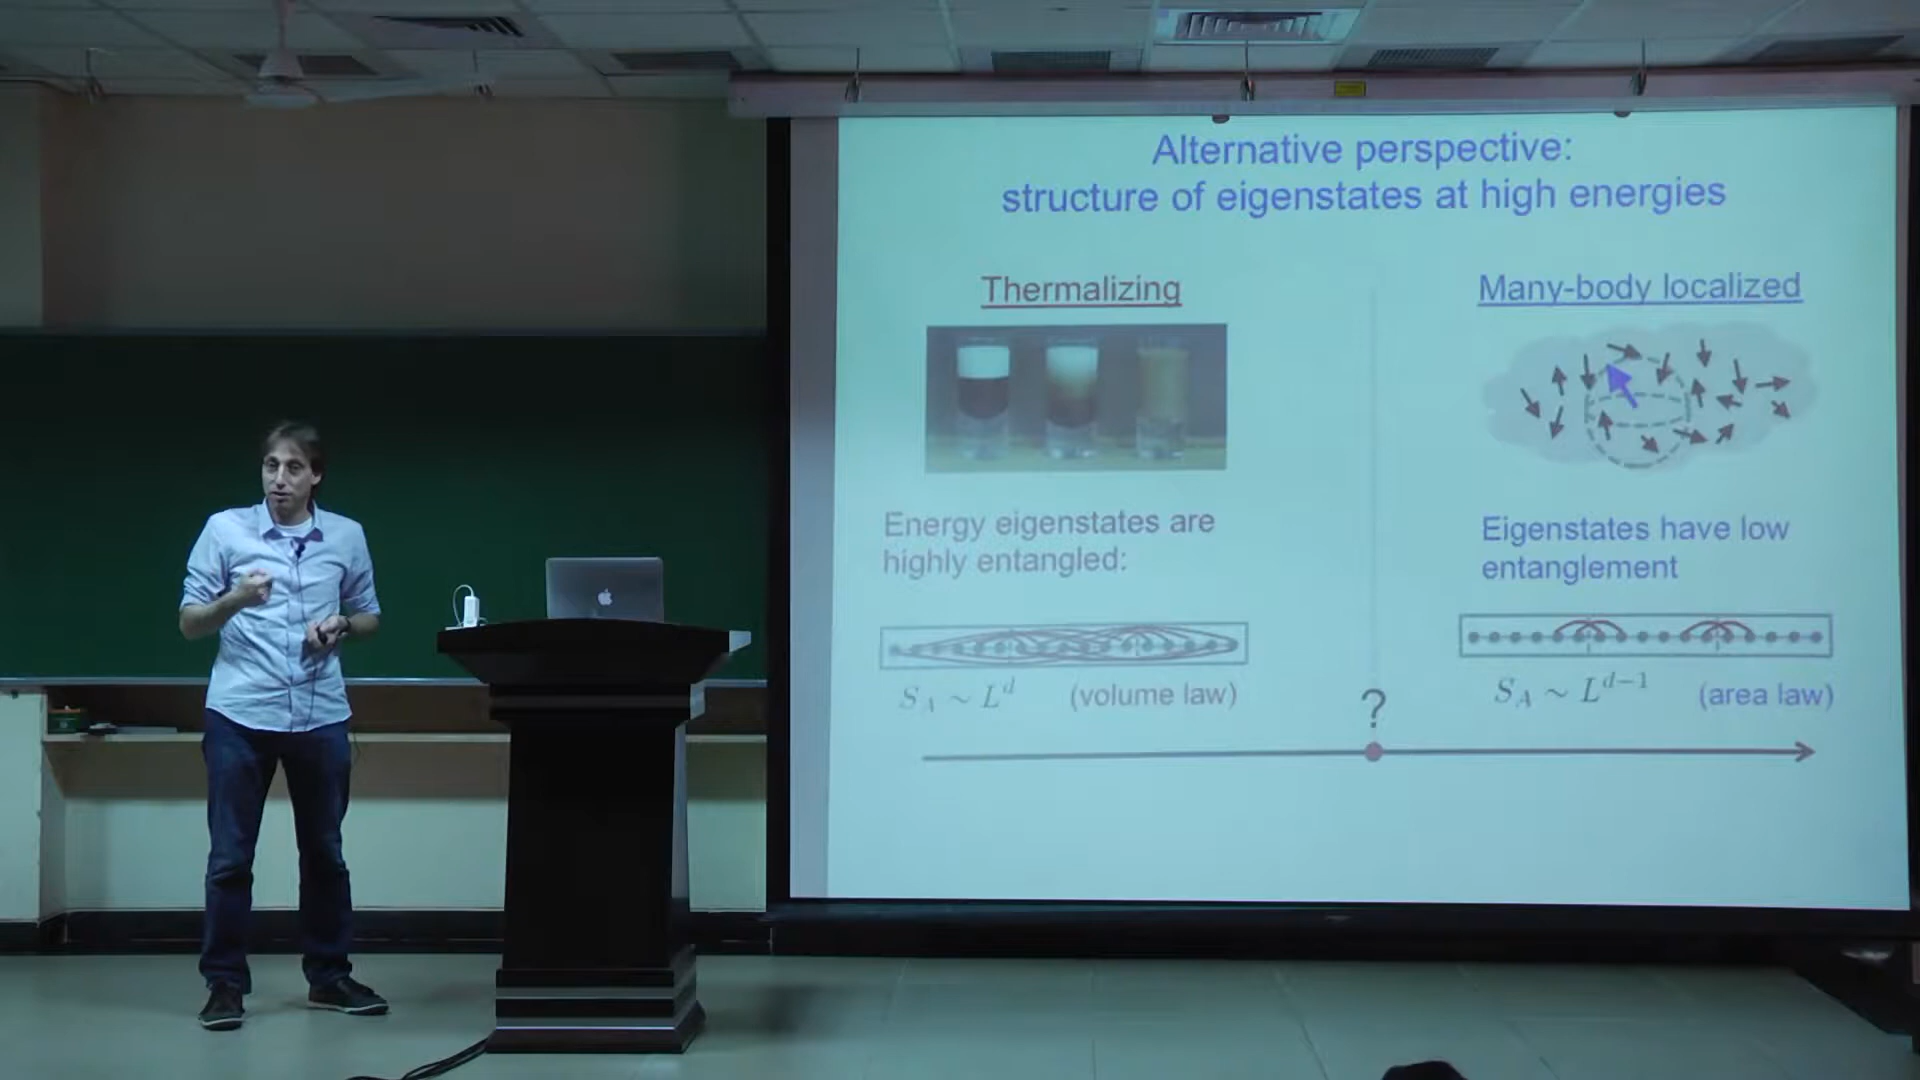 Alternative perspective:
structure of eigenstates at high energies
Thermalizing
Many-body localized
Energy eigenstates are
highly entangled:
Eigenstates have low
entanglement
S_A ~ L^d (volume law)
S_A ~ L^{d-1} (area law)
?